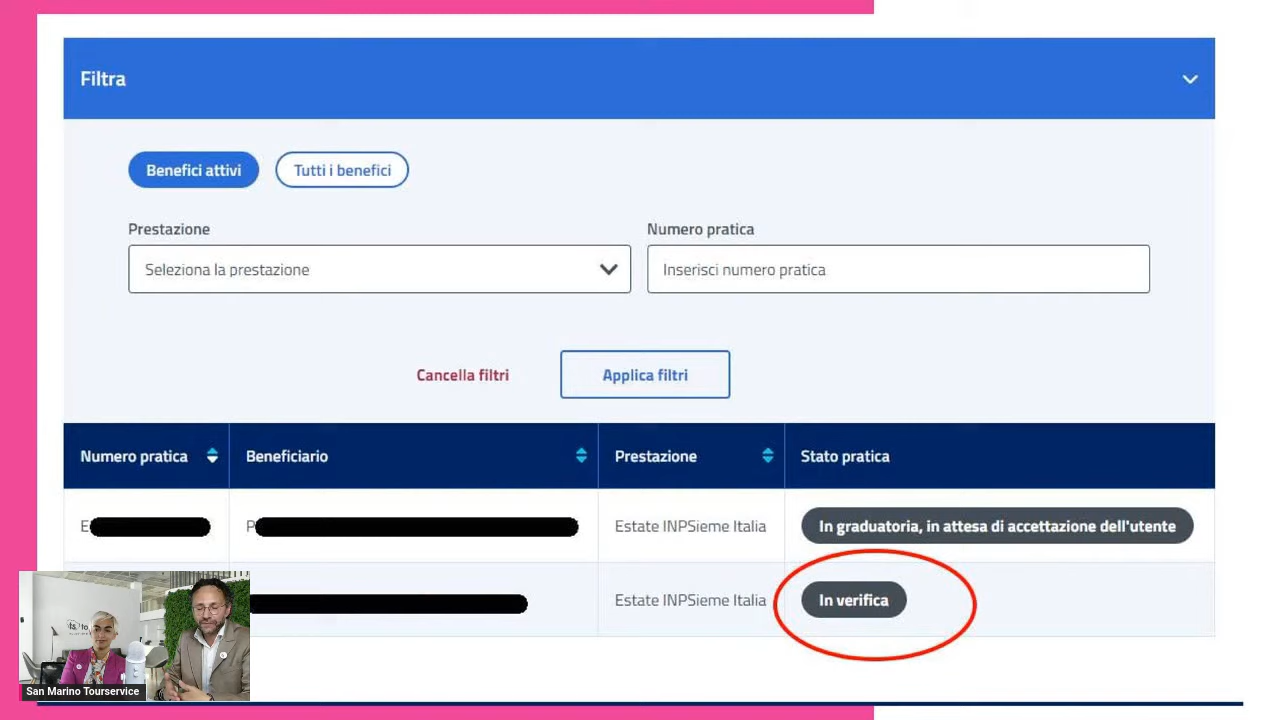 Filtra
Benefici attivi
Tutti i benefici
Prestazione
Numero pratica
Seleziona la prestazione
Inserisci numero pratica
Cancella filtri
Applica filtri
Numero pratica
Beneficiario
Prestazione
Stato pratica
E
P
Estate INPSieme Italia
In graduatoria, in attesa di accettazione dell'utente
Estate INPSieme Italia
In verifica
San Marino Tourservice